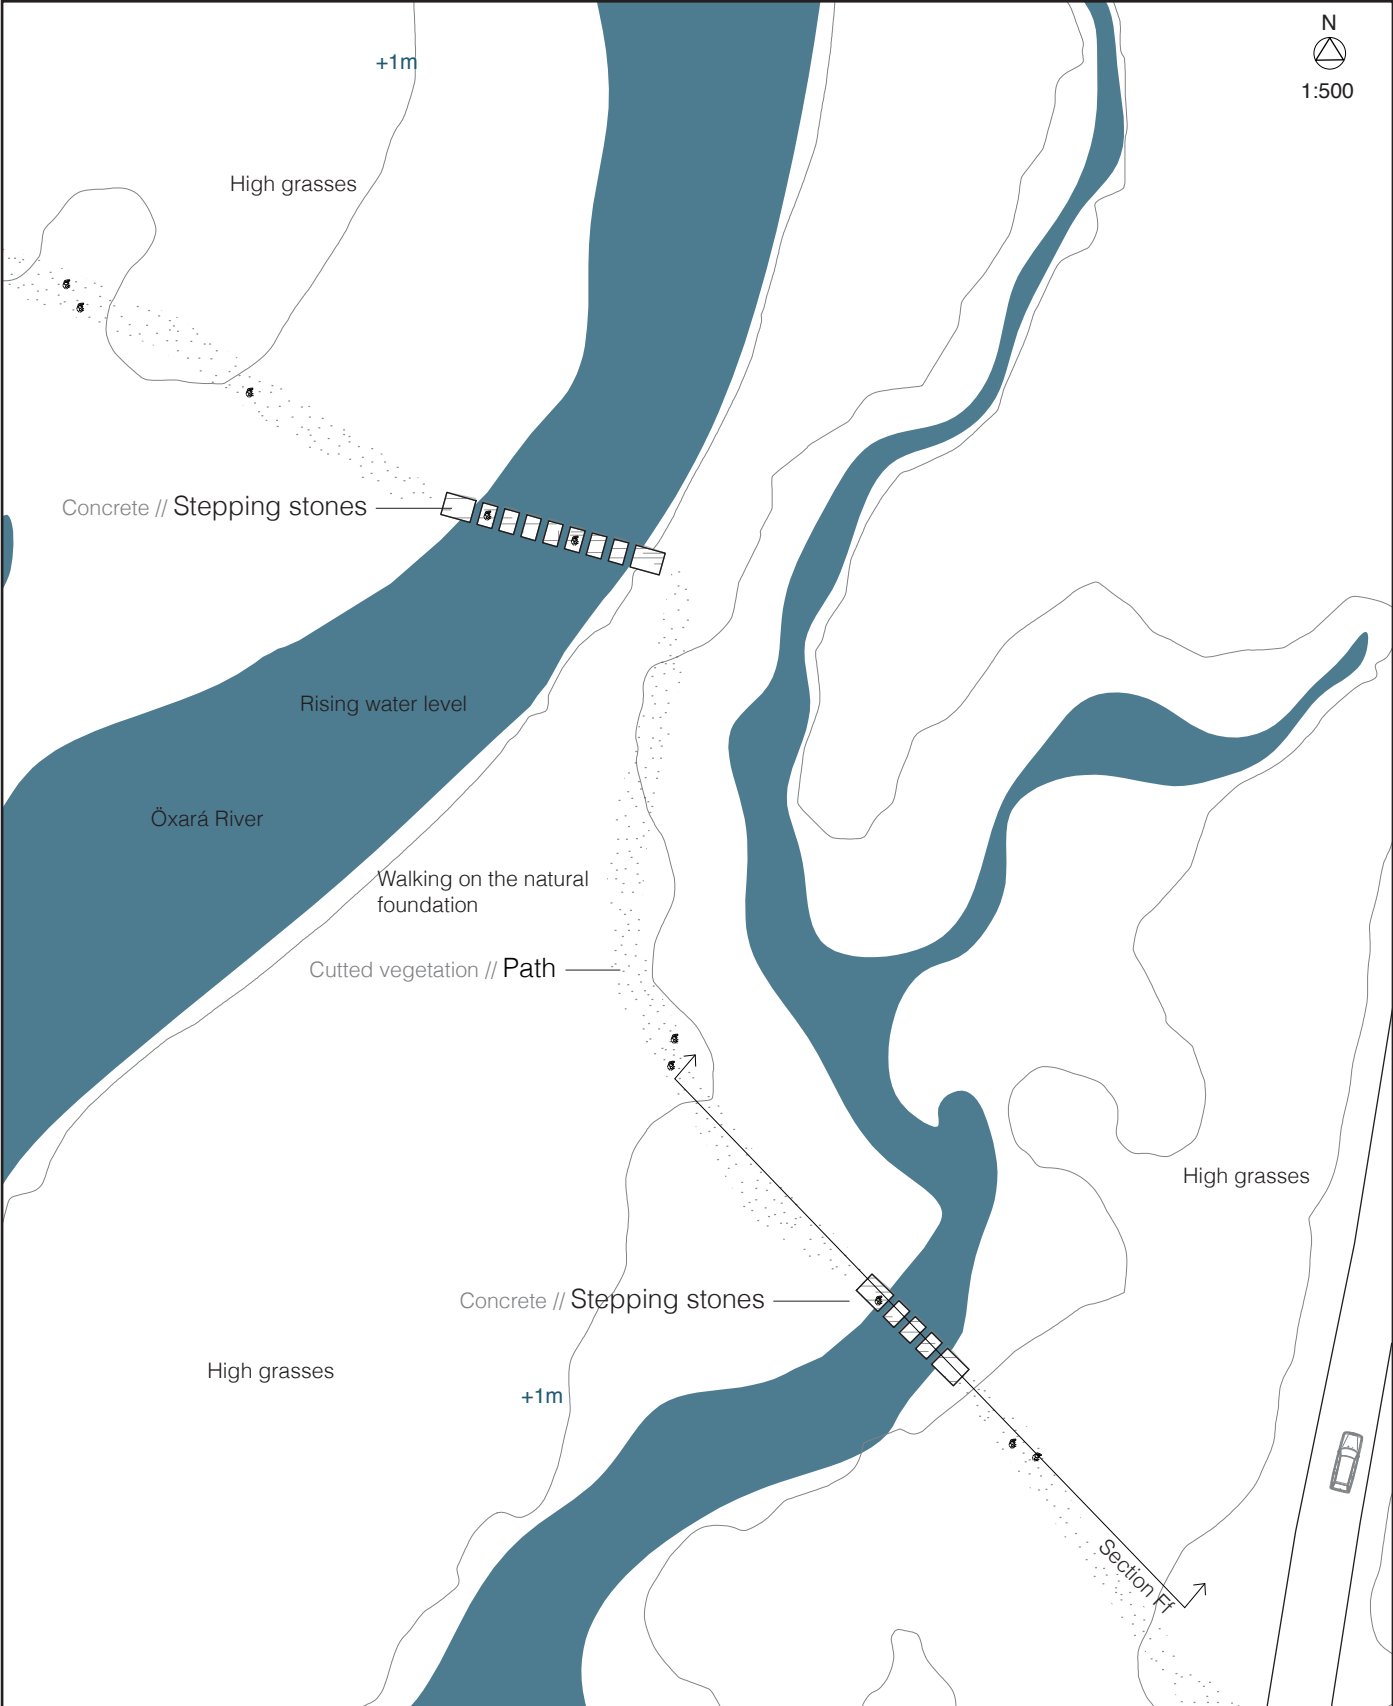 N
1:500
+1m
High grasses
Concrete // Stepping stones
Rising water level
Öxará River
Walking on the natural
foundation
Cutted vegetation // Path
High grasses
Concrete // Stepping stones
High grasses
+1m
Section Ff